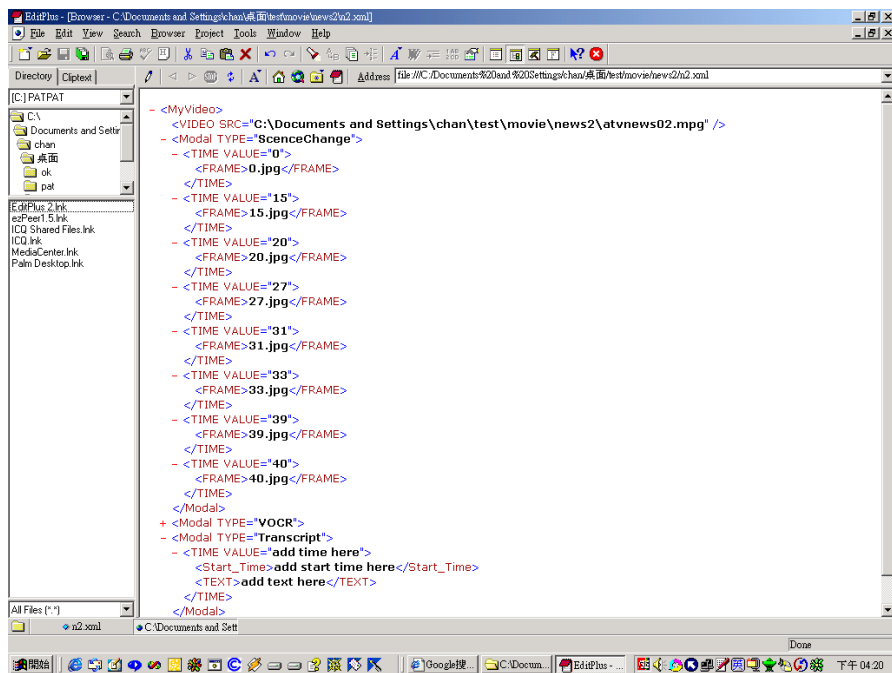 EditPlus - [Browser - C:\Documents and Settings\chan\桌面\test\movie\news2\n2.xml]
File Edit View Search Browser Project Tools Window Help
Directory Cliptext
Address file:///C:/Documents%20and%20Settings/chan/桌面/test/movie/news2/n2.xml
[C:] PATPAT
C:\
Documents and Settir
chan
桌面
ok
pat
EditPlus 2.lnk
ezPeer1.5.lnk
ICQ Shared Files.lnk
ICQ.lnk
MediaCenter.lnk
Palm Desktop.lnk
All Files (*.*)
- <MyVideo>
<VIDEO SRC="C:\Documents and Settings\chan\test\movie\news2\atvnews02.mpg" />
- <Modal TYPE="ScenceChange">
- <TIME VALUE="0">
<FRAME>0.jpg</FRAME>
</TIME>
- <TIME VALUE="15">
<FRAME>15.jpg</FRAME>
</TIME>
- <TIME VALUE="20">
<FRAME>20.jpg</FRAME>
</TIME>
- <TIME VALUE="27">
<FRAME>27.jpg</FRAME>
</TIME>
- <TIME VALUE="31">
<FRAME>31.jpg</FRAME>
</TIME>
- <TIME VALUE="33">
<FRAME>33.jpg</FRAME>
</TIME>
- <TIME VALUE="39">
<FRAME>39.jpg</FRAME>
</TIME>
- <TIME VALUE="40">
<FRAME>40.jpg</FRAME>
</TIME>
</Modal>
+ <Modal TYPE="VOCR">
- <Modal TYPE="Transcript">
- <TIME VALUE="add time here">
<Start_Time>add start time here</Start_Time>
<TEXT>add text here</TEXT>
</TIME>
</Modal>
n2.xml C:\Documents and Sett
Done
開始 Google搜... C:\Docum... EditPlus - ... 英 下午 04:20